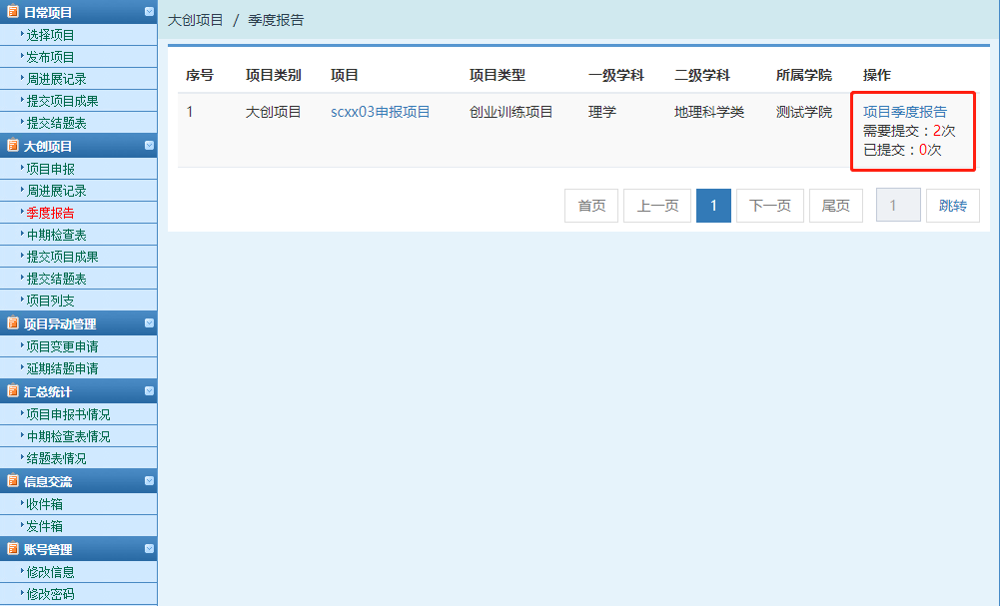 日常项目
选择项目
发布项目
周进展记录
提交项目成果
提交结题表
大创项目
项目申报
周进展记录
季度报告
中期检查表
提交项目成果
提交结题表
项目列支
项目异动管理
项目变更申请
延期结题申请
汇总统计
项目申报书情况
中期检查表情况
结题表情况
信息交流
收件箱
发件箱
账号管理
修改信息
修改密码
大创项目 / 季度报告
序号 项目类别 项目 项目类型 一级学科 二级学科 所属学院 操作
1 大创项目 scxx03申报项目 创业训练项目 理学 地理科学类 测试学院 项目季度报告
需要提交：2次
已提交：0次
首页 上一页 1 下一页 尾页 1 跳转